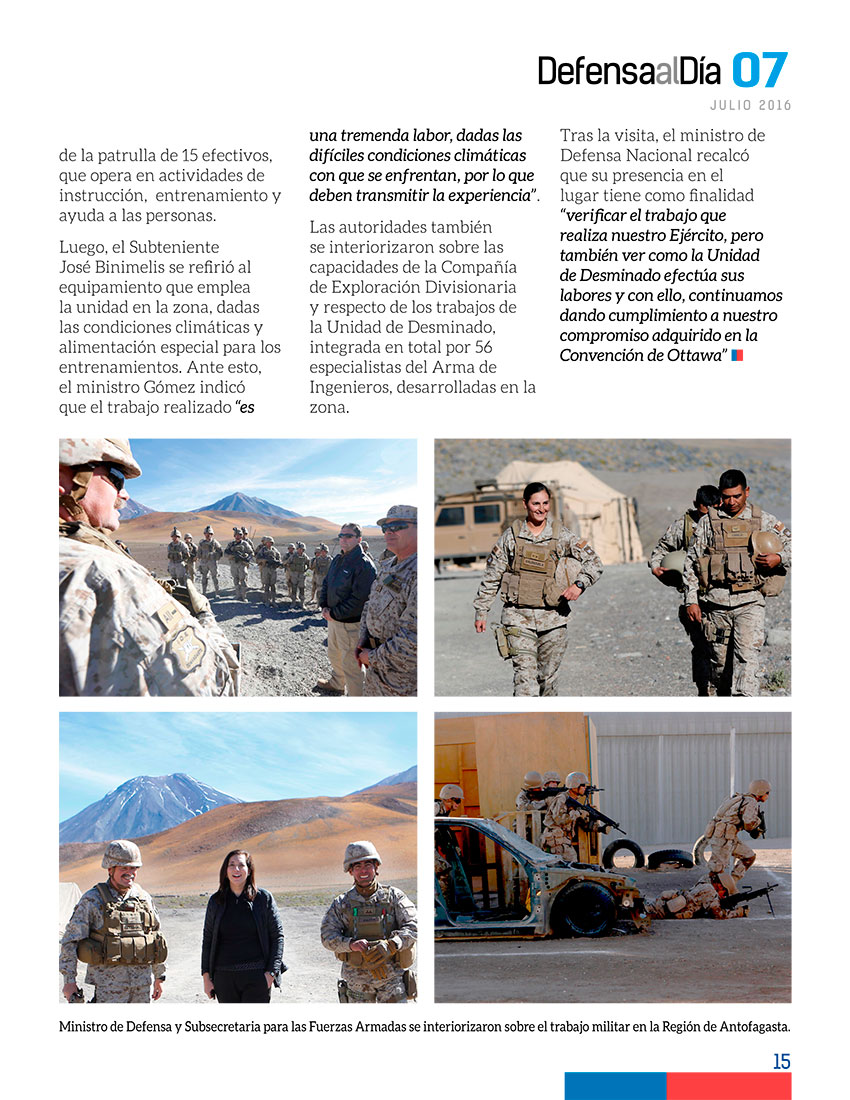 DefensaalDía 07
JULIO 2016
de la patrulla de 15 efectivos,
que opera en actividades de
instrucción, entrenamiento y
ayuda a las personas.
Luego, el Subteniente
José Binimelis se refirió al
equipamiento que emplea
la unidad en la zona, dadas
las condiciones climáticas y
alimentación especial para los
entrenamientos. Ante esto,
el ministro Gómez indicó
que el trabajo realizado “es
una tremenda labor, dadas las
difíciles condiciones climáticas
con que se enfrentan, por lo que
deben transmitir la experiencia”.
Las autoridades también
se interiorizaron sobre las
capacidades de la Compañía
de Exploración Divisionaria
y respecto de los trabajos de
la Unidad de Desminado,
integrada en total por 56
especialistas del Arma de
Ingenieros, desarrolladas en la
zona.
Tras la visita, el ministro de
Defensa Nacional recalcó
que su presencia en el
lugar tiene como finalidad
“verificar el trabajo que
realiza nuestro Ejército, pero
también ver como la Unidad
de Desminado efectúa sus
labores y con ello, continuamos
dando cumplimiento a nuestro
compromiso adquirido en la
Convención de Ottawa”
Ministro de Defensa y Subsecretaria para las Fuerzas Armadas se interiorizaron sobre el trabajo militar en la Región de Antofagasta.
15